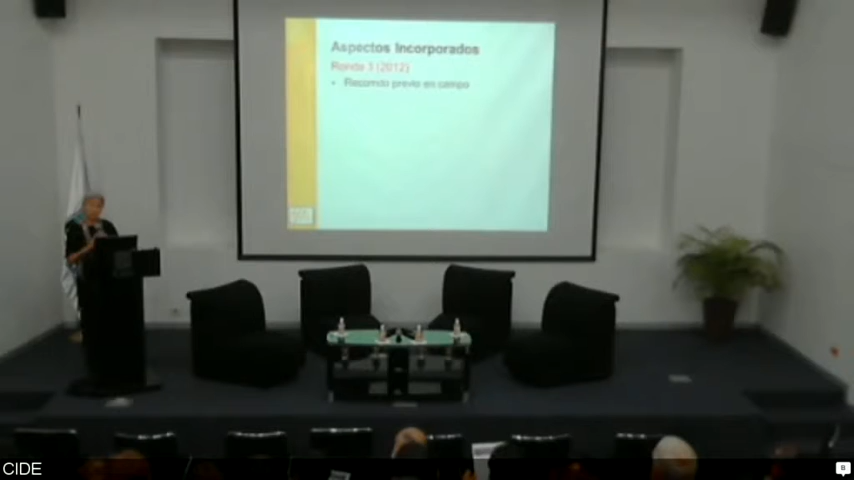 Aspectos Incorporados
Ronda 3 (2012)
• Recorrido previo en campo
CIDE